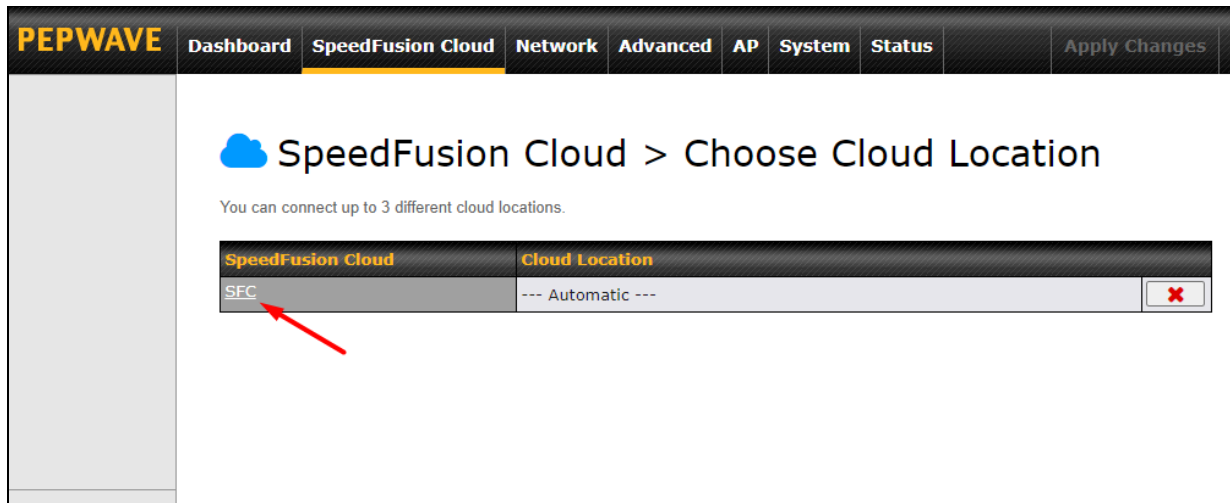 PEPWAVE Dashboard SpeedFusion Cloud Network Advanced AP System Status Apply Changes
SpeedFusion Cloud > Choose Cloud Location
You can connect up to 3 different cloud locations.
SpeedFusion Cloud Cloud Location
SFC --- Automatic ---